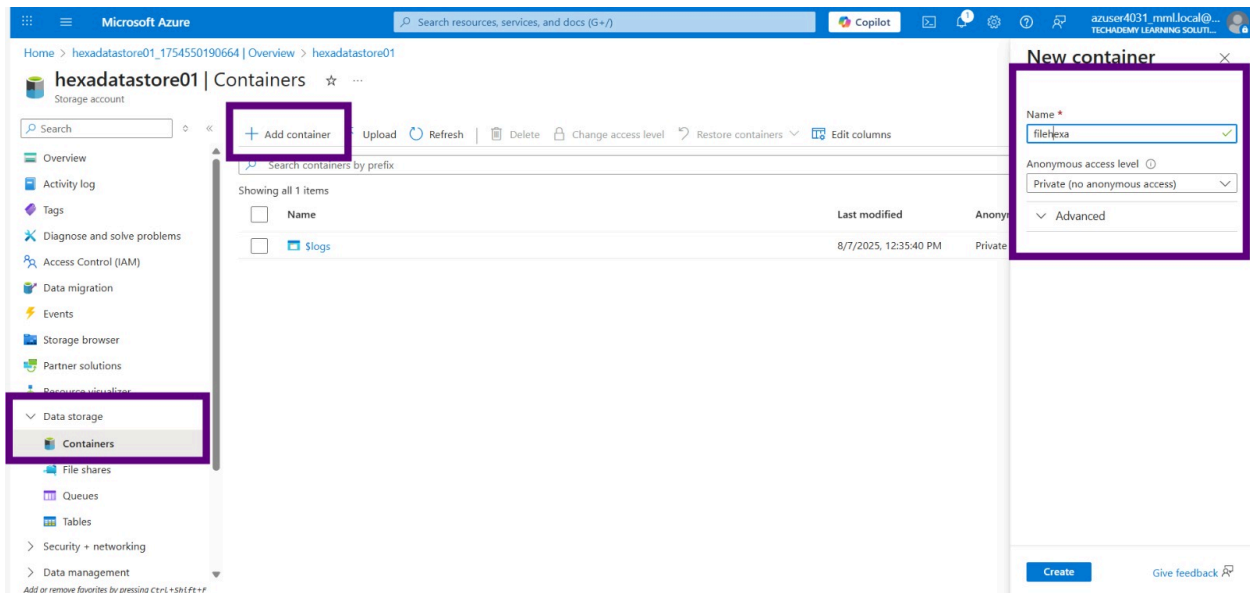 Microsoft Azure
Search resources, services, and docs (G+/)
Copilot
1
azuser4031_mml.local@...
TECHADEMY LEARNING SOLUTI...
Home > hexadatastore01_1754550190664 | Overview > hexadatastore01
hexadatastore01 | Containers
Storage account
Search
Overview
Activity log
Tags
Diagnose and solve problems
Access Control (IAM)
Data migration
Events
Storage browser
Partner solutions
Resource visualizer
Data storage
Containers
File shares
Queues
Tables
Security + networking
Data management
Add or remove favorites by pressing Ctrl+Shift+F
Add container
Upload
Refresh
Delete
Change access level
Restore containers
Edit columns
Search containers by prefix
Showing all 1 items
Name
Last modified
Anony
$logs
8/7/2025, 12:35:40 PM
Private
New container
Name *
filehexa
Anonymous access level
Private (no anonymous access)
Advanced
Create
Give feedback